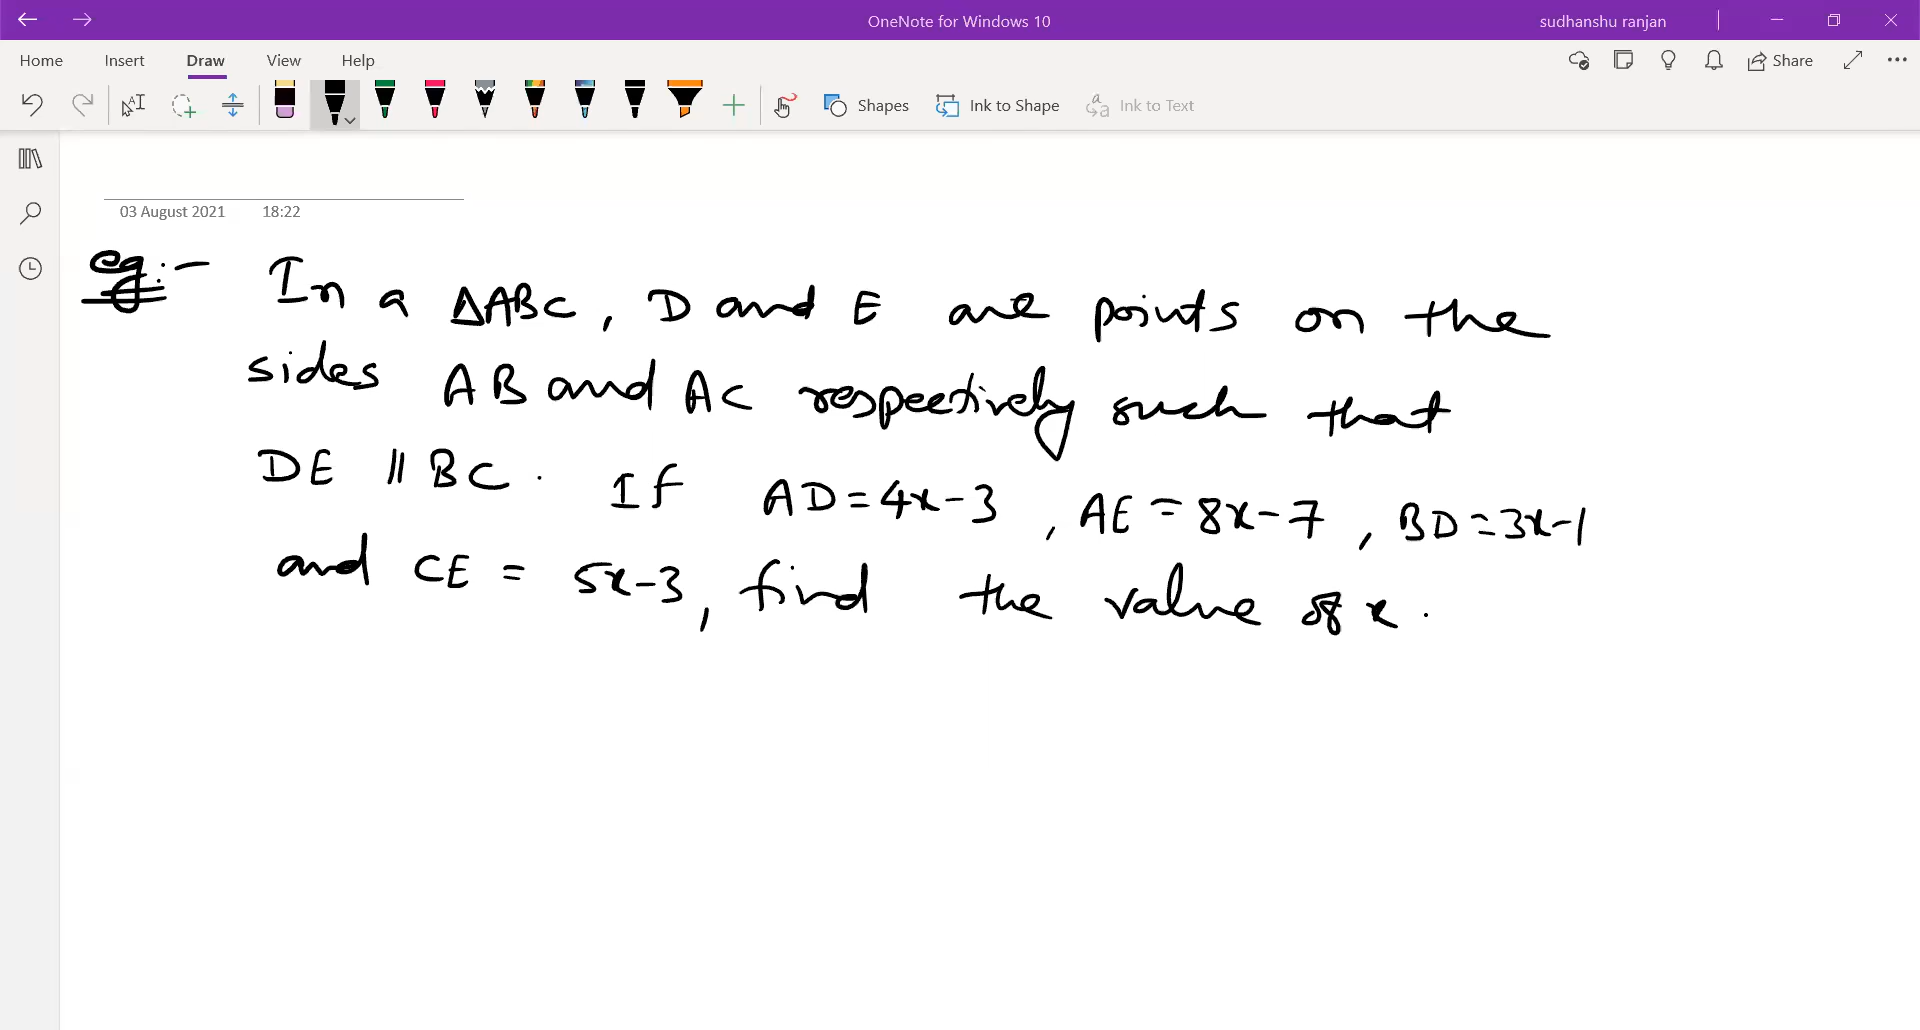 OneNote for Windows 10
sudhanshu ranjan
Home Insert Draw View Help
Share
Shapes Ink to Shape Ink to Text
03 August 2021 18:22
eg:- In a ΔABC, D and E are points on the
sides AB and AC respectively such that
DE || BC. If AD=4x-3, AE=8x-7, BD=3x-1
and CE = 5x-3, find the value of x.